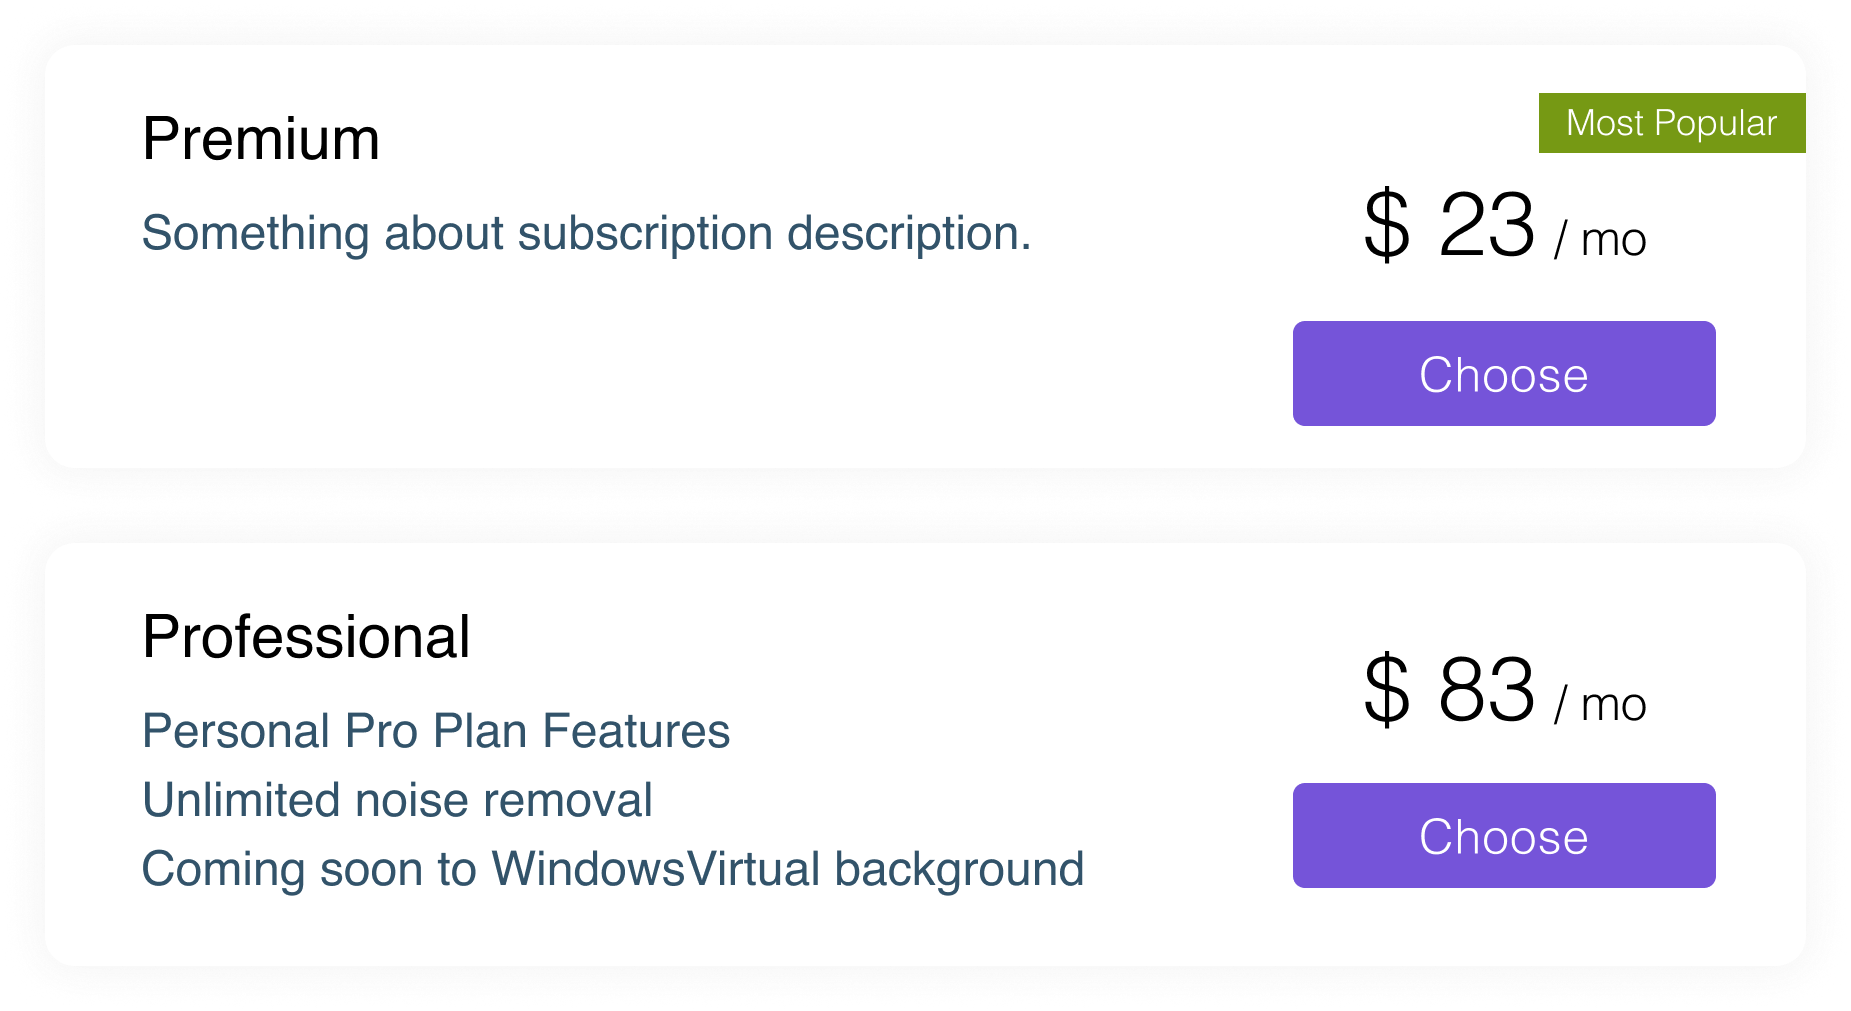 Premium
Most Popular
Something about subscription description.
$ 23 / mo
Choose
Professional
$ 83 / mo
Personal Pro Plan Features
Unlimited noise removal
Coming soon to WindowsVirtual background
Choose